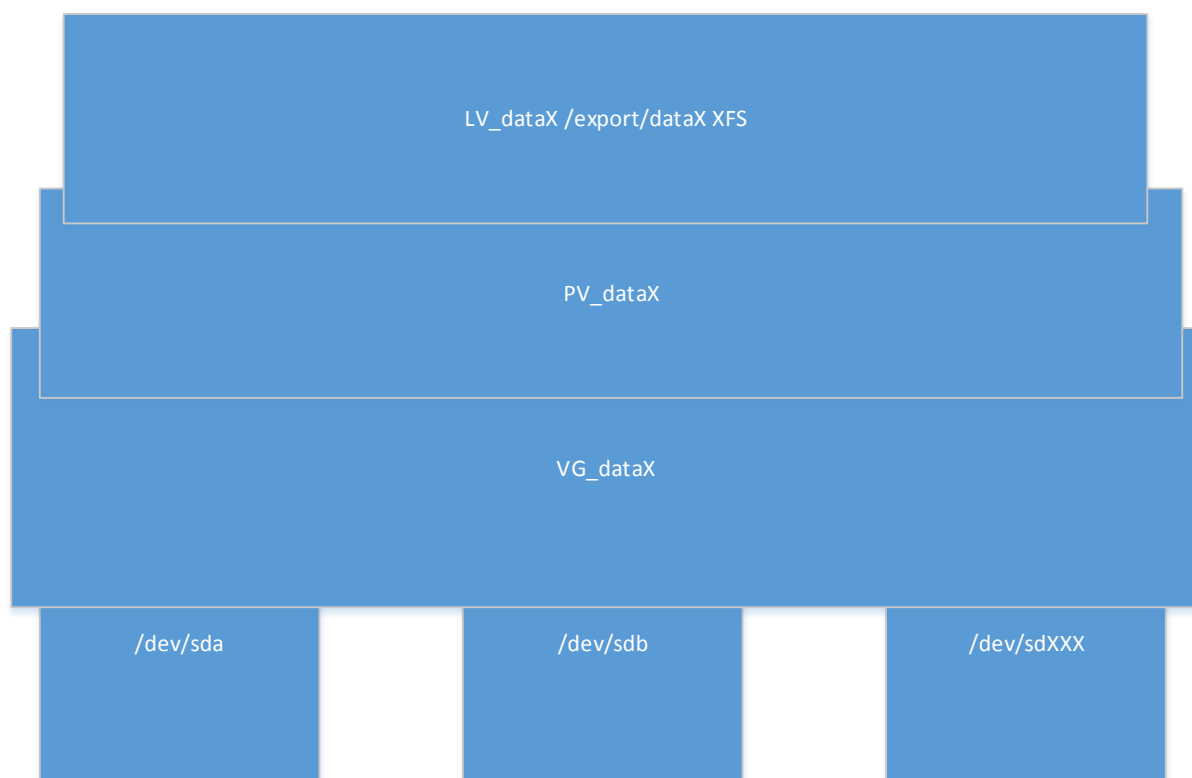 LV_dataX /export/dataX XFS
PV_dataX
VG_dataX
/dev/sda
/dev/sdb
/dev/sdXXX